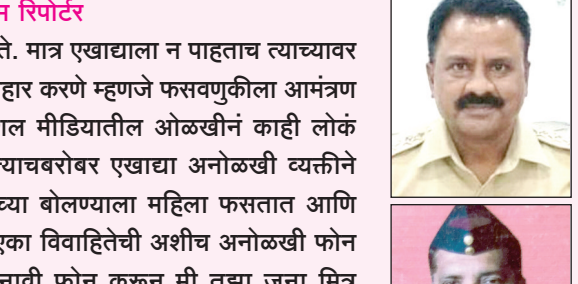 म रिपोर्टर
ते. मात्र एखाद्याला न पाहताच त्याच्यावर
हार करणे म्हणजे फसवणुकीला आमंत्रण
ाल मीडियातील ओळखीनं काही लोकं
्याचबरोबर एखाद्या अनोळखी व्यक्तीने
च्या बोलण्याला महिला फसतात आणि
एका विवाहितेची अशीच अनोळखी फोन
नावी फोन करून मी तुझा जुना मित्र